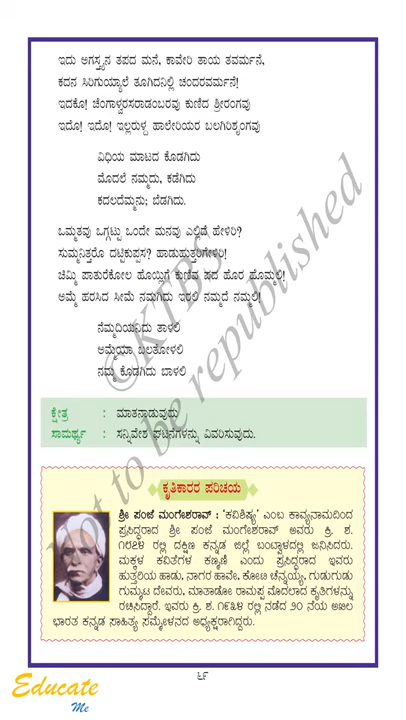 ಇದು ಅಗಸ್ತ್ಯನ ತಪದ ಮನೆ, ಕಾವೇರಿ ತಾಯ ತವರ್ಮನೆ,
ಕದನ ಸಿರಿಗುಯ್ಯಾಲೆ ತೂಗಿದನಿಲ್ಲಿ ಚಂದರವರ್ಮನೆ!
ಇದಕೊ! ಚೆಂಗಾಳ್ವರಸರಾಡಂಬರವು ಕುಣಿದ ಶ್ರೀರಂಗವು
ಇದೊ! ಇದೊ! ಇಲ್ಲರುಳ್ದ ಹಾಲೇರಿಯರ ಬಲಗಿರಿಶೃಂಗವು
ವಿಧಿಯ ಮಾಟದ ಕೊಡಗಿದು
ಮೊದಲೆ ನಮ್ಮದು, ಕಡೆಗಿದು
ಕದಲದೆಮ್ಮನು; ಬೆಡಗಿದು.
ಒಮ್ಮತವು ಒಗ್ಗಟ್ಟು ಒಂದೇ ಮನವು ಎಲ್ಲಿದೆ ಹೇಳಿರಿ?
ಸುಮ್ಮನಿತ್ತರೊ ದಟ್ಟಿಕುಪ್ಪಸ? ಹಾಡುಹುತ್ತರಿಗೇಳಿರಿ!
ಚಿಮ್ಮಿ ಪಾತುರೆಕೋಲ ಹೊಯ್ಲಿಗೆ ಕುಣಿವ ಪದ ಹೊರ ಹೊಮ್ಮಲಿ!
ಅಮ್ಮೆ ಹರಸಿದ ಸೀಮೆ ನಮಗಿದು ಇರಲಿ ನಮ್ಮದೆ ನಮ್ಮಲಿ!
ನೆಮ್ಮದಿಯನಿದು ತಾಳಲಿ
ಅಮ್ಮೆಯಾ ಬಲತೋಳಲಿ
ನಮ್ಮ ಕೊಡಗಿದು ಬಾಳಲಿ
ಕ್ಷೇತ್ರ : ಮಾತನ್ನಾಡುವುದು
ಸಾಮರ್ಥ್ಯ : ಸನ್ನಿವೇಶ ಘಟನೆಗಳನ್ನು ವಿವರಿಸುವುದು.
ಕೃತಿಕಾರರ ಪರಿಚಯ
ಶ್ರೀ ಪಂಜೆ ಮಂಗೇಶರಾವ್ : 'ಕವಿಶಿಷ್ಯ' ಎಂಬ ಕಾವ್ಯನಾಮದಿಂದ
ಪ್ರಸಿದ್ಧರಾದ ಶ್ರೀ ಪಂಜೆ ಮಂಗೇಶರಾವ್ ಅವರು ಕ್ರಿ. ಶ.
೧೮೭೪ ರಲ್ಲಿ ದಕ್ಷಿಣ ಕನ್ನಡ ಜಿಲ್ಲೆ ಬಂಟ್ವಾಳದಲ್ಲಿ ಜನಿಸಿದರು.
ಮಕ್ಕಳ ಕವಿತೆಗಳ ಕಣ್ಮಣಿ ಎಂದು ಪ್ರಸಿದ್ಧರಾದ ಇವರು
ಹುತ್ತರಿಯ ಹಾಡು, ನಾಗರ ಹಾವೇ, ಕೋಟಿ ಚೆನ್ನಯ್ಯ, ಗುಡುಗುಡು
ಗುಮ್ಮಟ ದೇವರು, ಮಾತಾಡೋ ರಾಮಪ್ಪ ಮೊದಲಾದ ಕೃತಿಗಳನ್ನು
ರಚಿಸಿದ್ದಾರೆ. ಇವರು ಕ್ರಿ. ಶ. ೧೯೩೪ ರಲ್ಲಿ ನಡೆದ ೨೦ ನೆಯ ಅಖಿಲ
ಭಾರತ ಕನ್ನಡ ಸಾಹಿತ್ಯ ಸಮ್ಮೇಳನದ ಅಧ್ಯಕ್ಷರಾಗಿದ್ದರು.
©KTBS
Not to be republished
೬೯
Educate
Me